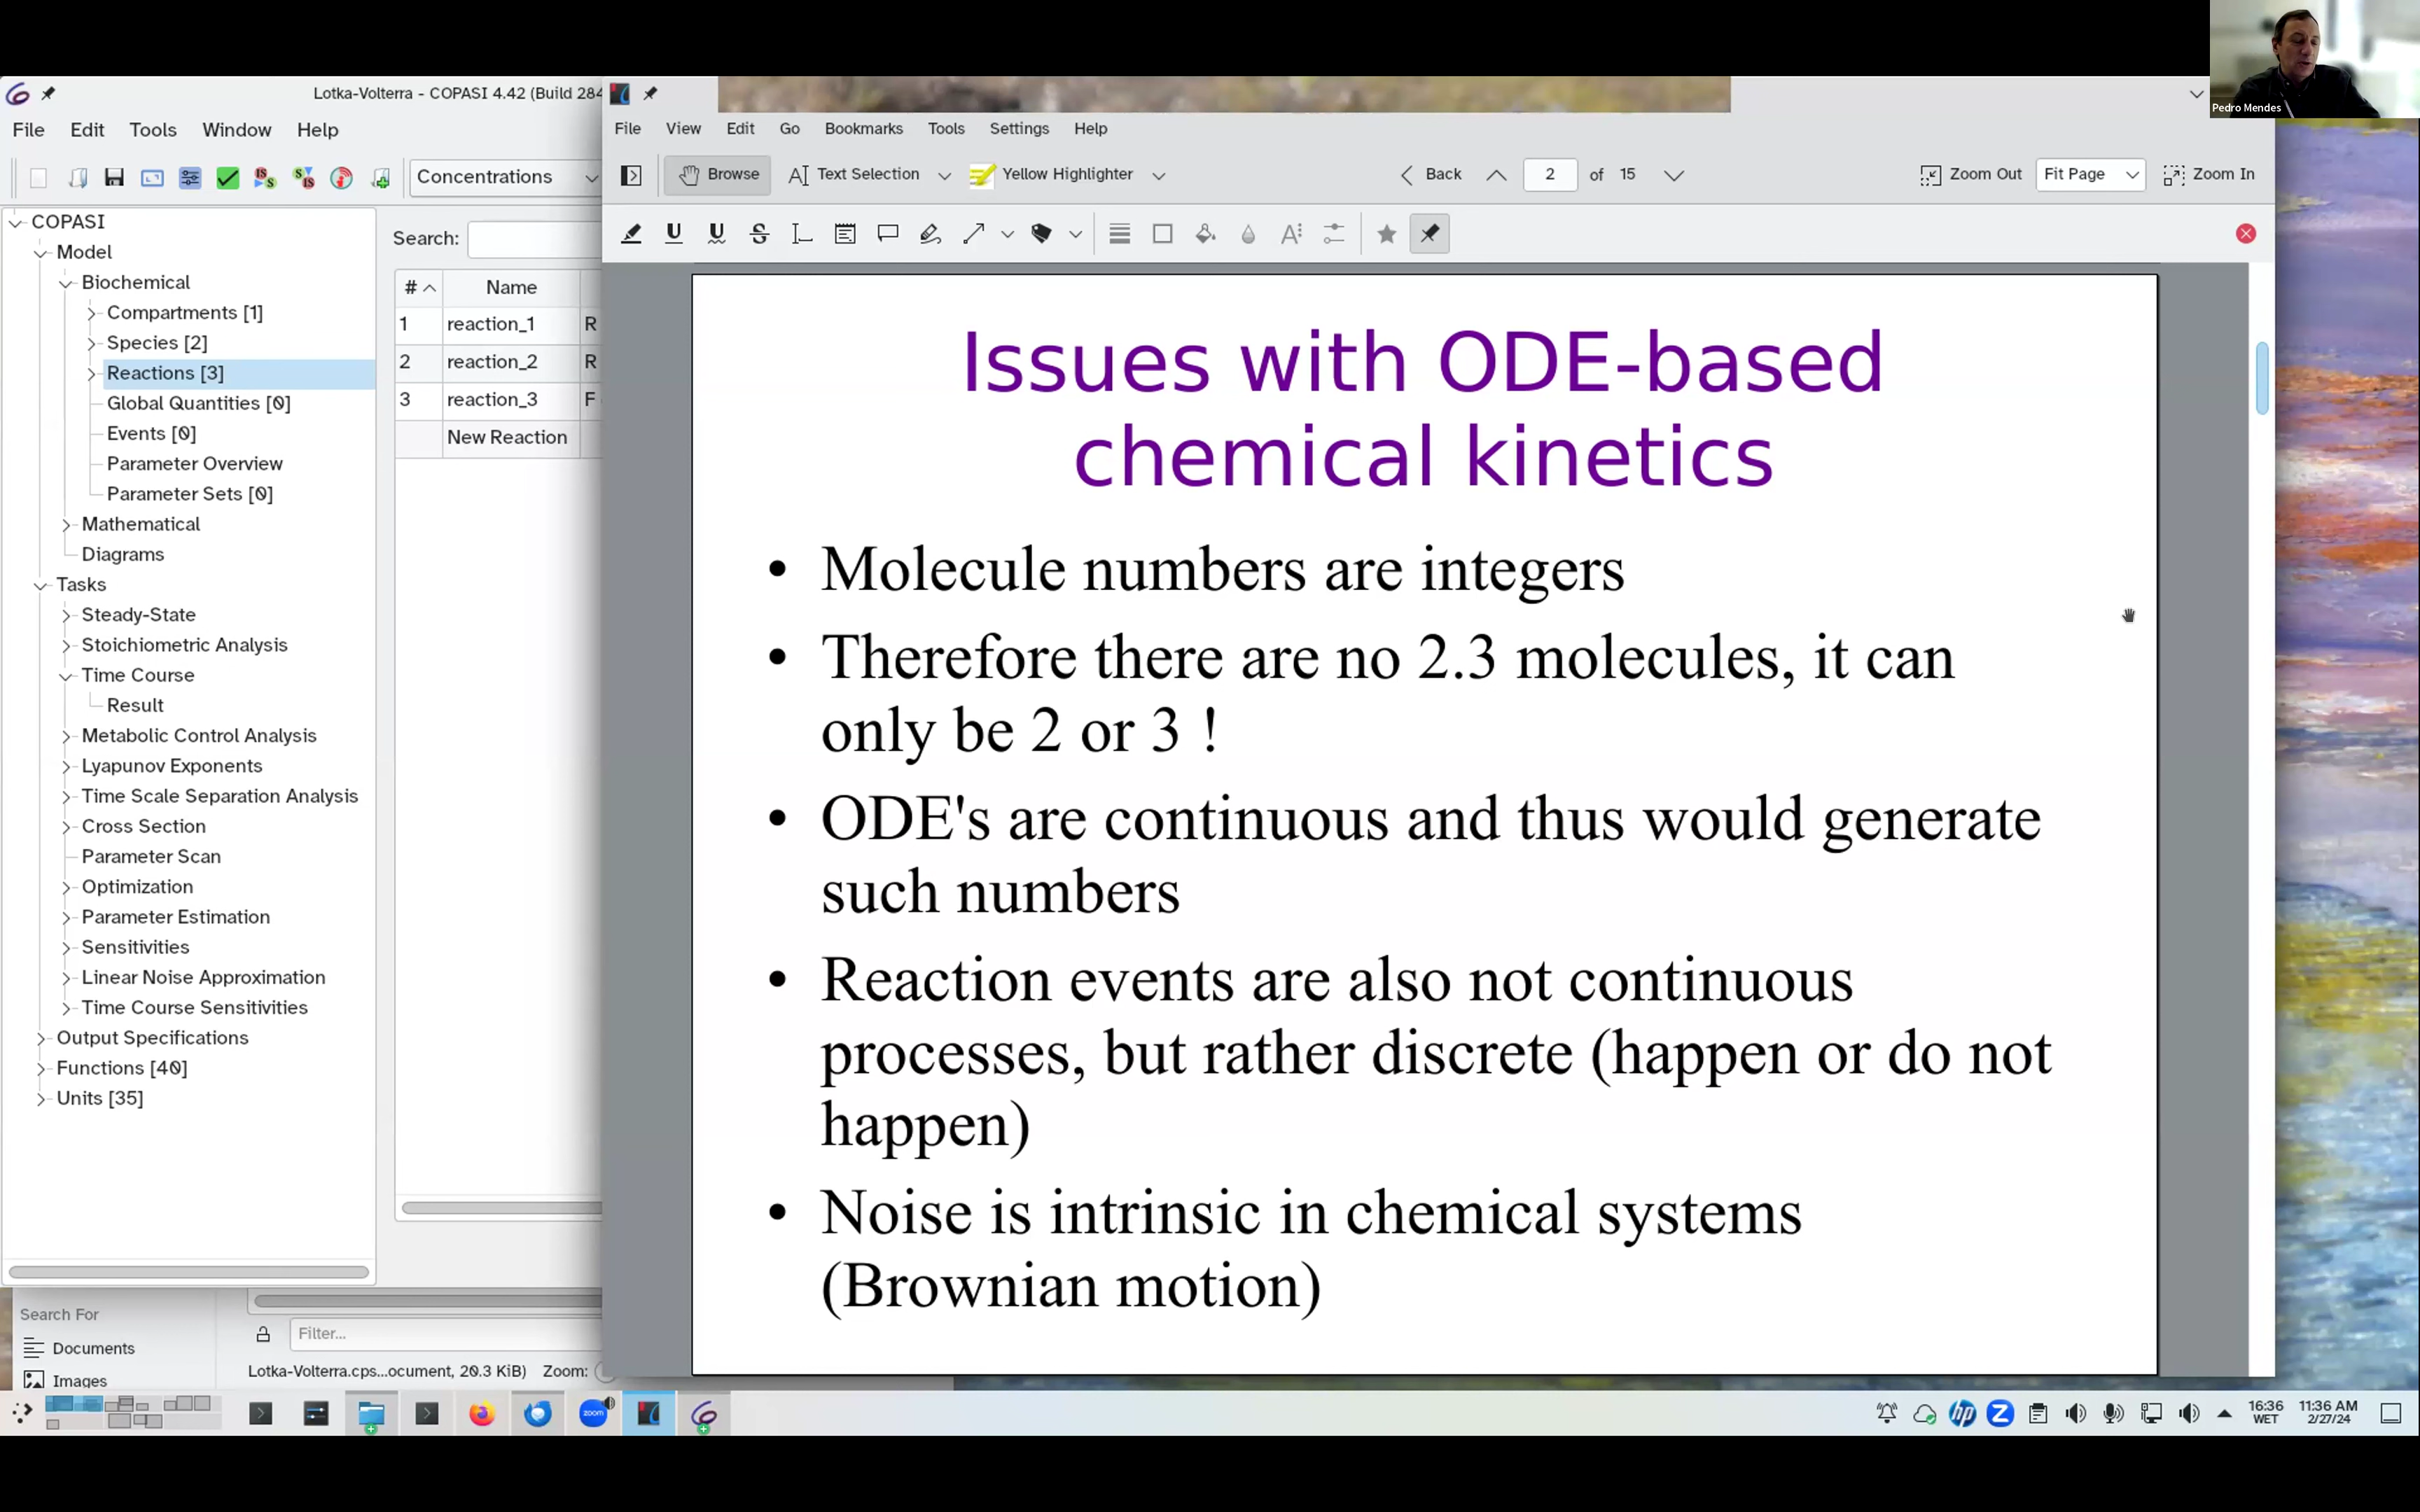 Pedro Mendes
Lotka-Volterra - COPASI 4.42 (Build 284
File Edit Tools Window Help
Concentrations
COPASI
Model
Biochemical
Compartments [1]
Species [2]
Reactions [3]
Global Quantities [0]
Events [0]
Parameter Overview
Parameter Sets [0]
Mathematical
Diagrams
Tasks
Steady-State
Stoichiometric Analysis
Time Course
Result
Metabolic Control Analysis
Lyapunov Exponents
Time Scale Separation Analysis
Cross Section
Parameter Scan
Optimization
Parameter Estimation
Sensitivities
Linear Noise Approximation
Time Course Sensitivities
Output Specifications
Functions [40]
Units [35]
Search:
# Name
1 reaction_1 R
2 reaction_2 R
3 reaction_3 F
New Reaction
File View Edit Go Bookmarks Tools Settings Help
Browse Text Selection Yellow Highlighter Back 2 of 15 Zoom Out Fit Page Zoom In
Issues with ODE-based
chemical kinetics
• Molecule numbers are integers
• Therefore there are no 2.3 molecules, it can
only be 2 or 3 !
• ODE's are continuous and thus would generate
such numbers
• Reaction events are also not continuous
processes, but rather discrete (happen or do not
happen)
• Noise is intrinsic in chemical systems
(Brownian motion)
Search For
Documents
Images
Filter...
Lotka-Volterra.cps...ocument, 20.3 KiB) Zoom:
zoom
hp
Z
16:36
WET
11:36 AM
2/27/24